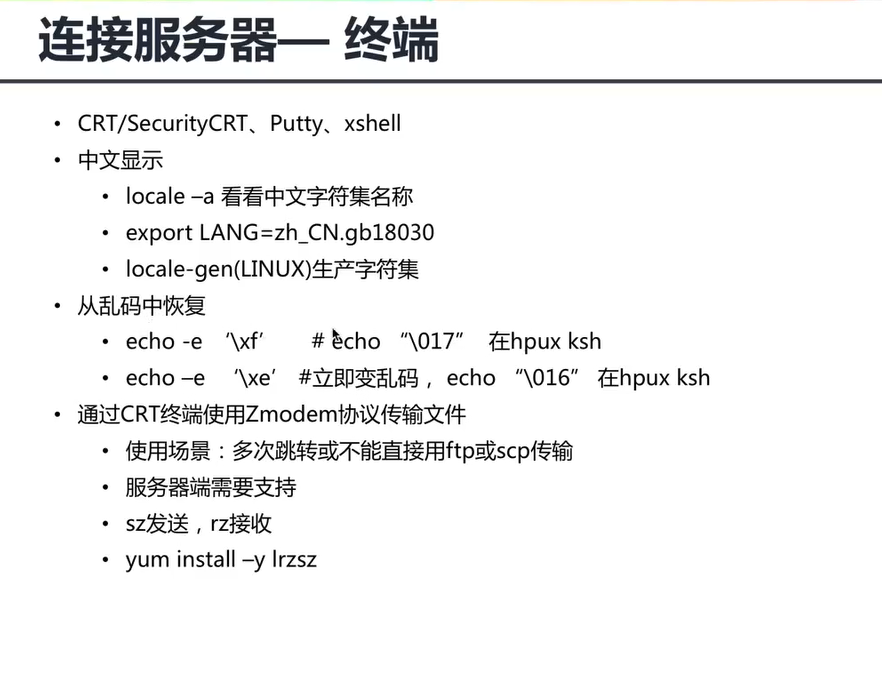 连接服务器— 终端
• CRT/SecurityCRT、Putty、xshell
• 中文显示
• locale –a 看看中文字符集名称
• export LANG=zh_CN.gb18030
• locale-gen(LINUX)生产字符集
• 从乱码中恢复
• echo -e ‘\xf’ # echo “\017” 在hpux ksh
• echo –e ‘\xe’ #立即变乱码， echo “\016” 在hpux ksh
• 通过CRT终端使用Zmodem协议传输文件
• 使用场景：多次跳转或不能直接用ftp或scp传输
• 服务器端需要支持
• sz发送，rz接收
• yum install –y lrzsz